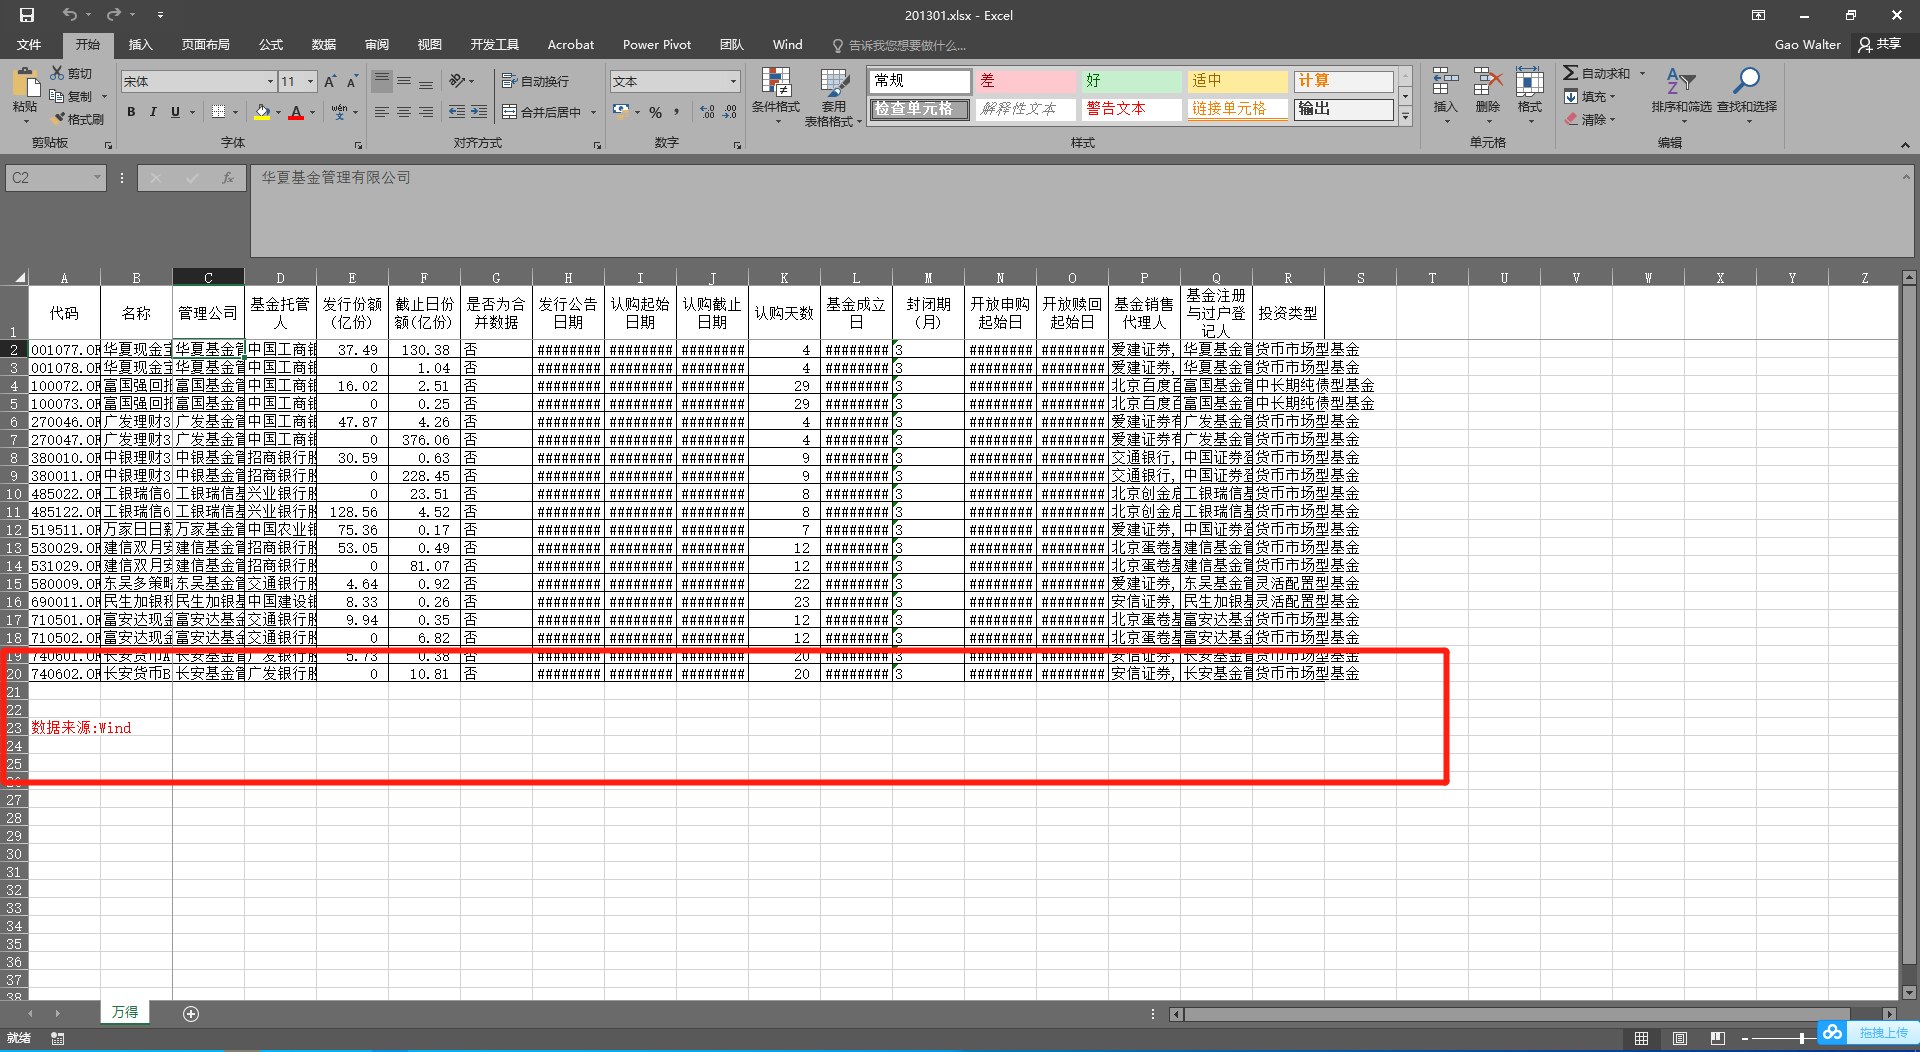 201301.xlsx - Excel
文件 开始 插入 页面布局 公式 数据 审阅 视图 开发工具 Acrobat Power Pivot 团队 Wind 告诉我您想要做什么... Gao Walter 共享
粘贴 剪切 复制 格式刷 剪贴板
宋体 11 B I U wén 字体
自动换行 合并后居中 对齐方式
文本 % 数字
条件格式 套用表格格式
常规 差 好 适中 计算
检查单元格 解释性文本 警告文本 链接单元格 输出
样式
插入 删除 格式 单元格
自动求和 填充 清除 排序和筛选 查找和选择 编辑
C2 fx 华夏基金管理有限公司
A B C D E F G H I J K L M N O P Q R S T U V W X Y Z
1 代码 名称 管理公司 基金托管人 发行份额(亿份) 截止日份额(亿份) 是否为合并数据 发行公告日期 认购起始日期 认购截止日期 认购天数 基金成立日 封闭期(月) 开放申购起始日 开放赎回起始日 基金销售代理人 基金注册与过户登记人 投资类型
2 001077.OF 华夏现金宝 华夏基金管 中国工商银 37.49 130.38 否 ######## ######## ######## 4 ######## 3 ######## ######## 爱建证券, 华夏基金管 货币市场型基金
3 001078.OF 华夏现金宝 华夏基金管 中国工商银 0 1.04 否 ######## ######## ######## 4 ######## 3 ######## ######## 爱建证券, 华夏基金管 货币市场型基金
4 100072.OF 富国强回报 富国基金管 中国工商银 16.02 2.51 否 ######## ######## ######## 29 ######## 3 ######## ######## 北京百度百 富国基金管 中长期纯债型基金
5 100073.OF 富国强回报 富国基金管 中国工商银 0 0.25 否 ######## ######## ######## 29 ######## 3 ######## ######## 北京百度百 富国基金管 中长期纯债型基金
6 270046.OF 广发理财3 广发基金管 中国工商银 47.87 4.26 否 ######## ######## ######## 4 ######## 3 ######## ######## 爱建证券有 广发基金管 货币市场型基金
7 270047.OF 广发理财3 广发基金管 中国工商银 0 376.06 否 ######## ######## ######## 4 ######## 3 ######## ######## 爱建证券有 广发基金管 货币市场型基金
8 380010.OF 中银理财3 中银基金管 招商银行股 30.59 0.63 否 ######## ######## ######## 9 ######## 3 ######## ######## 交通银行, 中国证券登 货币市场型基金
9 380011.OF 中银理财3 中银基金管 招商银行股 0 228.45 否 ######## ######## ######## 9 ######## 3 ######## ######## 交通银行, 中国证券登 货币市场型基金
10 485022.OF 工银瑞信6 工银瑞信基 兴业银行股 0 23.51 否 ######## ######## ######## 8 ######## 3 ######## ######## 北京创金启 工银瑞信基 货币市场型基金
11 485122.OF 工银瑞信6 工银瑞信基 兴业银行股 128.56 4.52 否 ######## ######## ######## 8 ######## 3 ######## ######## 北京创金启 工银瑞信基 货币市场型基金
12 519511.OF 万家日日薪 万家基金管 中国农业银 75.36 0.17 否 ######## ######## ######## 7 ######## 3 ######## ######## 爱建证券, 中国证券登 货币市场型基金
13 530029.OF 建信双月安 建信基金管 招商银行股 53.05 0.49 否 ######## ######## ######## 12 ######## 3 ######## ######## 北京蛋卷基 建信基金管 货币市场型基金
14 531029.OF 建信双月安 建信基金管 招商银行股 0 81.07 否 ######## ######## ######## 12 ######## 3 ######## ######## 北京蛋卷基 建信基金管 货币市场型基金
15 580009.OF 东吴多策略 东吴基金管 交通银行股 4.64 0.92 否 ######## ######## ######## 22 ######## 3 ######## ######## 爱建证券, 东吴基金管 灵活配置型基金
16 690011.OF 民生加银积 民生加银基 中国建设银 8.33 0.26 否 ######## ######## ######## 23 ######## 3 ######## ######## 安信证券, 民生加银基 灵活配置型基金
17 710501.OF 富安达现金 富安达基金 交通银行股 9.94 0.35 否 ######## ######## ######## 12 ######## 3 ######## ######## 北京蛋卷基 富安达基金 货币市场型基金
18 710502.OF 富安达现金 富安达基金 交通银行股 0 6.82 否 ######## ######## ######## 12 ######## 3 ######## ######## 北京蛋卷基 富安达基金 货币市场型基金
19 740601.OF 长安货币A 长安基金管 广发银行股 5.73 0.38 否 ######## ######## ######## 20 ######## 3 ######## ######## 安信证券, 长安基金管 货币市场型基金
20 740602.OF 长安货币B 长安基金管 广发银行股 0 10.81 否 ######## ######## ######## 20 ######## 3 ######## ######## 安信证券, 长安基金管 货币市场型基金
21
22
23 数据来源:Wind
24
25
27
28
29
30
31
32
33
34
35
36
37
38
万得
就绪
拖拽上传